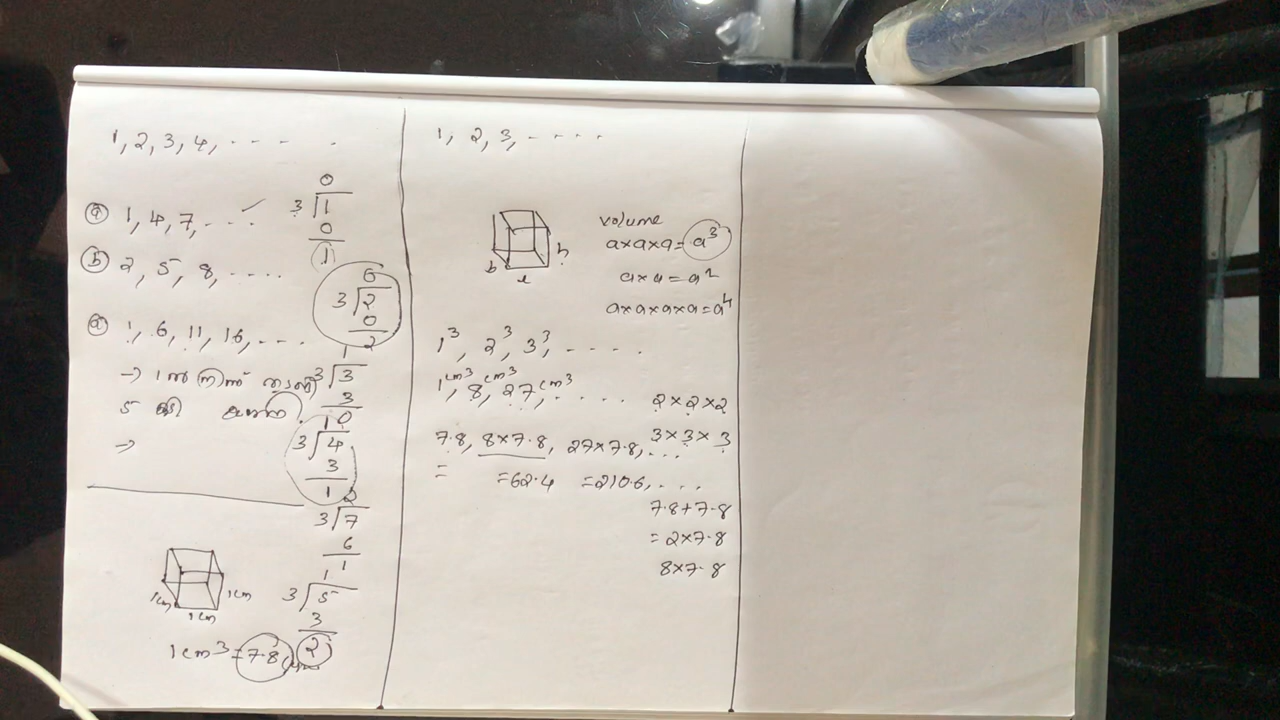 1, 2, 3, 4, - - - - .
ⓐ 1, 4, 7, - - - ✓
ⓑ 2, 5, 8, - - - -
ⓐ 1, 6, 11, 16, - - - -
→ 1 ൽ നിന്ന്
5
→
0
3√1
0
1
3√2
0
2
1
3√3
3
0
1
3√4
3
1
2
3√7
6
1
1
3√5
3
2
1cm 1cm 1cm
1cm³ = 7.8
1, 2, 3, - - - - -
b l h
volume
a×a×a = a³
a×a = a²
a×a×a×a = a⁴
1³, 2³, 3³, - - - - -
1cm³, 8cm³, 27cm³, - - - -
2×2×2
3×3×3
7.8, 8×7.8, 27×7.8, - - -
= =62.4 =210.6, - - -
7.8+7.8
=2×7.8
8×7.8